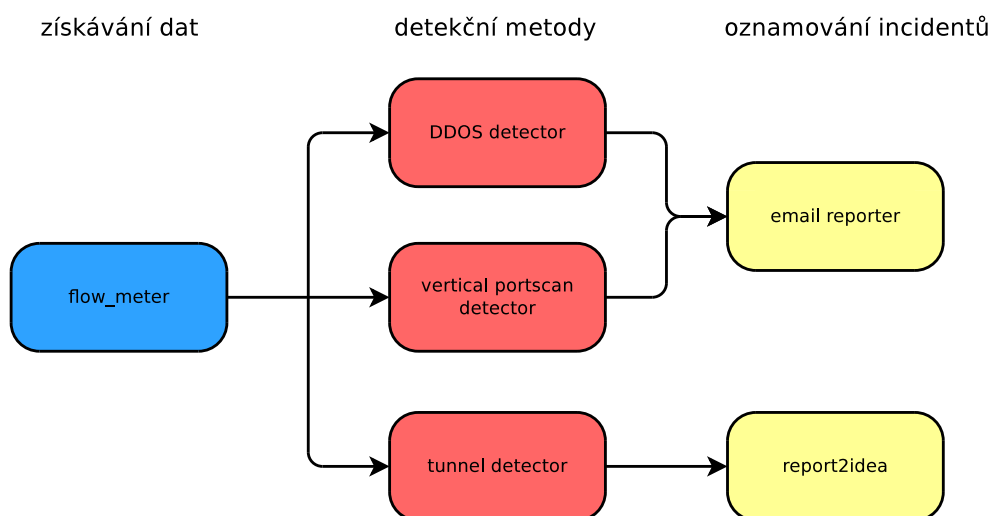 získávání dat
detekční metody
oznamování incidentů
DDOS detector
email reporter
flow_meter
vertical portscan
detector
tunnel detector
report2idea